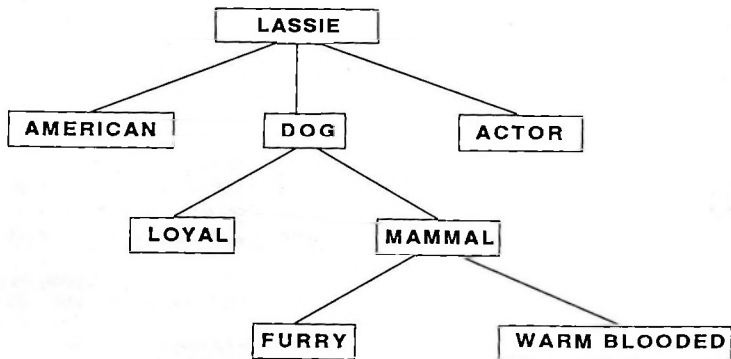 LASSIE
AMERICAN
DOG
ACTOR
LOYAL
MAMMAL
FURRY
WARM BLOODED